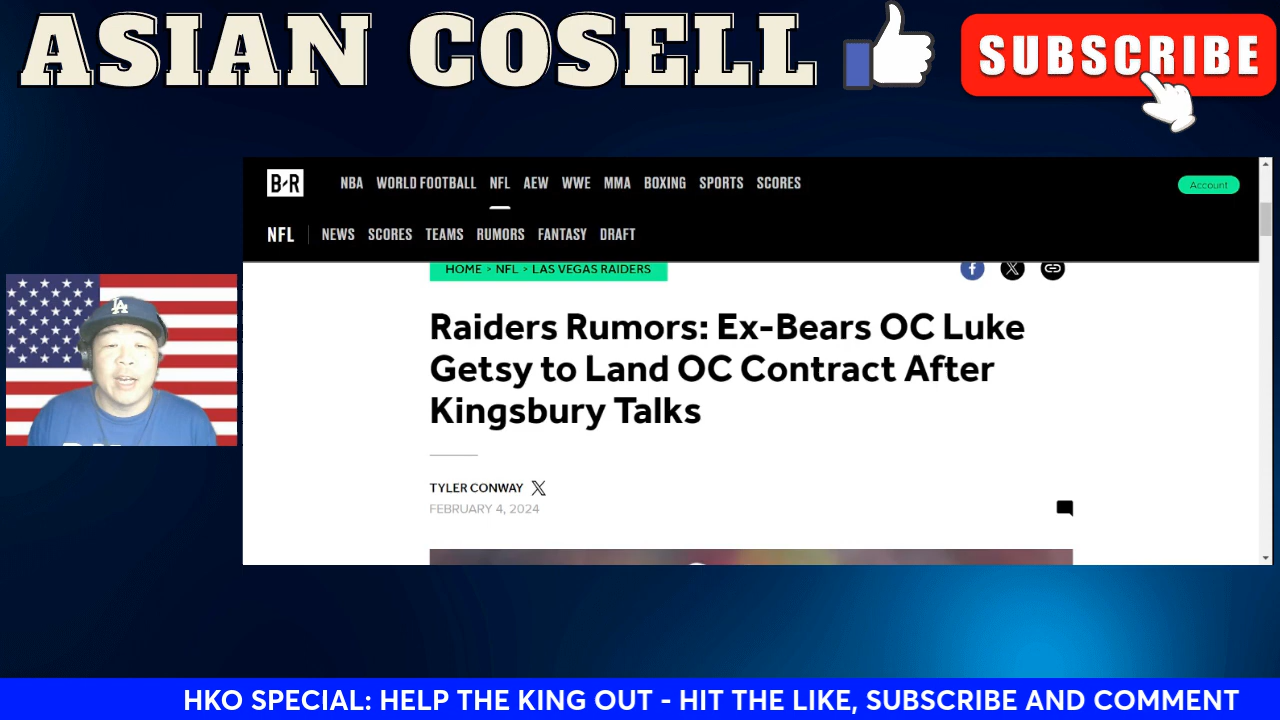 ASIAN COSELL
SUBSCRIBE
B/R NBA WORLD FOOTBALL NFL AEW WWE MMA BOXING SPORTS SCORES
Account
NFL NEWS SCORES TEAMS RUMORS FANTASY DRAFT
HOME > NFL > LAS VEGAS RAIDERS
LA
Raiders Rumors: Ex-Bears OC Luke
Getsy to Land OC Contract After
Kingsbury Talks
TYLER CONWAY X
FEBRUARY 4, 2024
HKO SPECIAL: HELP THE KING OUT - HIT THE LIKE, SUBSCRIBE AND COMMENT